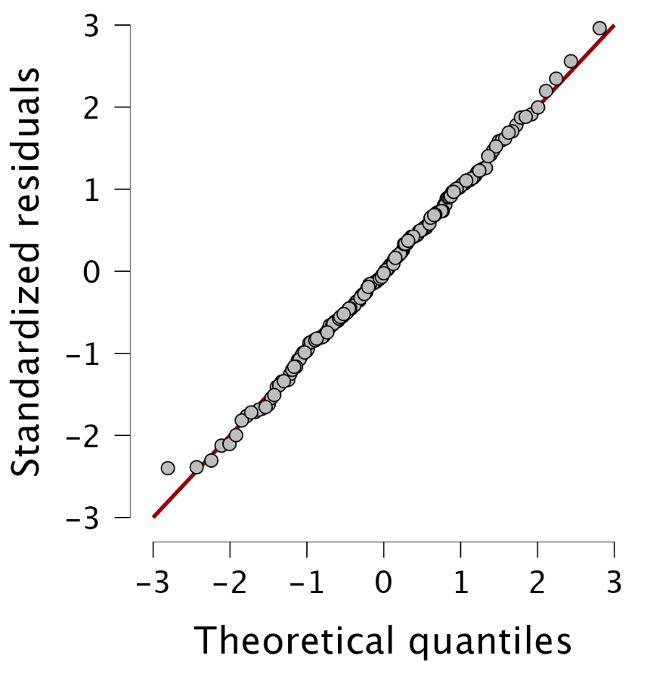 Standardized residuals
3
2
1
0
−1
−2
−3
−3 −2 −1 0 1 2 3
Theoretical quantiles